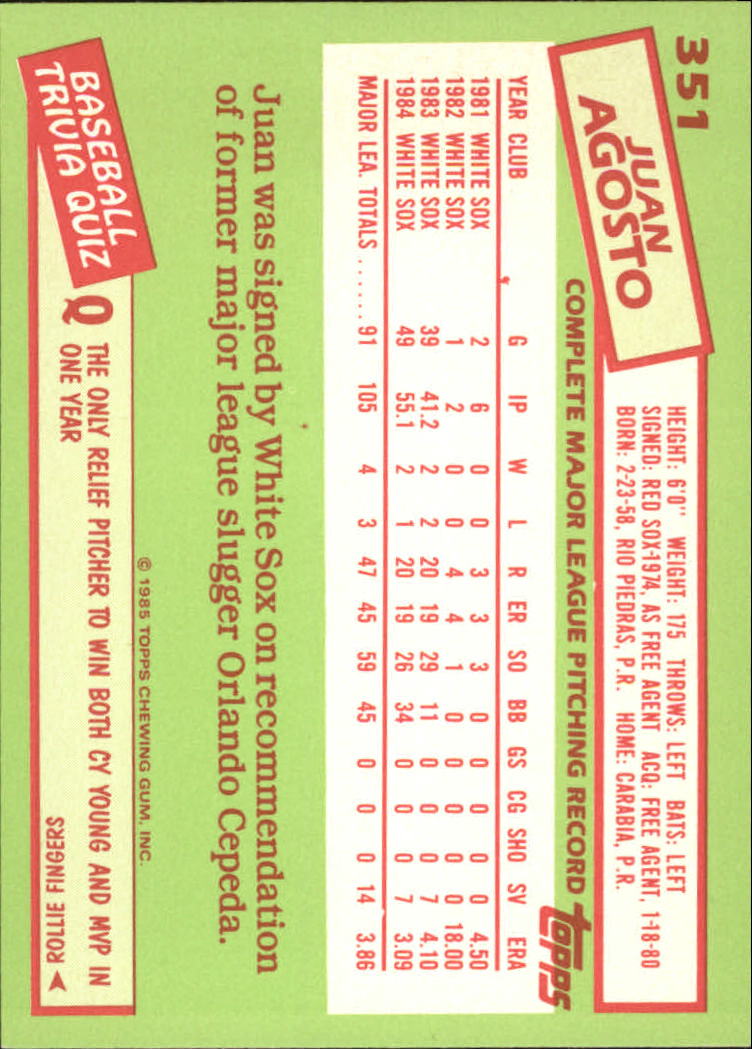 351
JUAN
AGOSTO
HEIGHT: 6'0" WEIGHT: 175 THROWS: LEFT BATS: LEFT
SIGNED: RED SOX-1974, AS FREE AGENT ACQ: FREE AGENT, 1-18-80
BORN: 2-23-58, RIO PIEDRAS, P.R. HOME: CARABIA, P.R.
COMPLETE MAJOR LEAGUE PITCHING RECORD topps
YEAR CLUB G IP W L R ER SO BB GS CG SHO SV ERA
1981 WHITE SOX 2 6 0 0 3 3 3 0 0 0 0 0 4.50
1982 WHITE SOX 1 2 0 0 4 4 1 0 0 0 0 0 18.00
1983 WHITE SOX 39 41.2 2 2 20 19 29 11 0 0 0 7 4.10
1984 WHITE SOX 49 55.1 2 1 20 19 26 34 0 0 0 7 3.09
MAJOR LEA. TOTALS ...... 91 105 4 3 47 45 59 45 0 0 0 14 3.86
Juan was signed by White Sox on recommendation
of former major league slugger Orlando Cepeda.
© 1985 TOPPS CHEWING GUM, INC.
BASEBALL
TRIVIA QUIZ
Q THE ONLY RELIEF PITCHER TO WIN BOTH CY YOUNG AND MVP IN
ONE YEAR
ROLLIE FINGERS